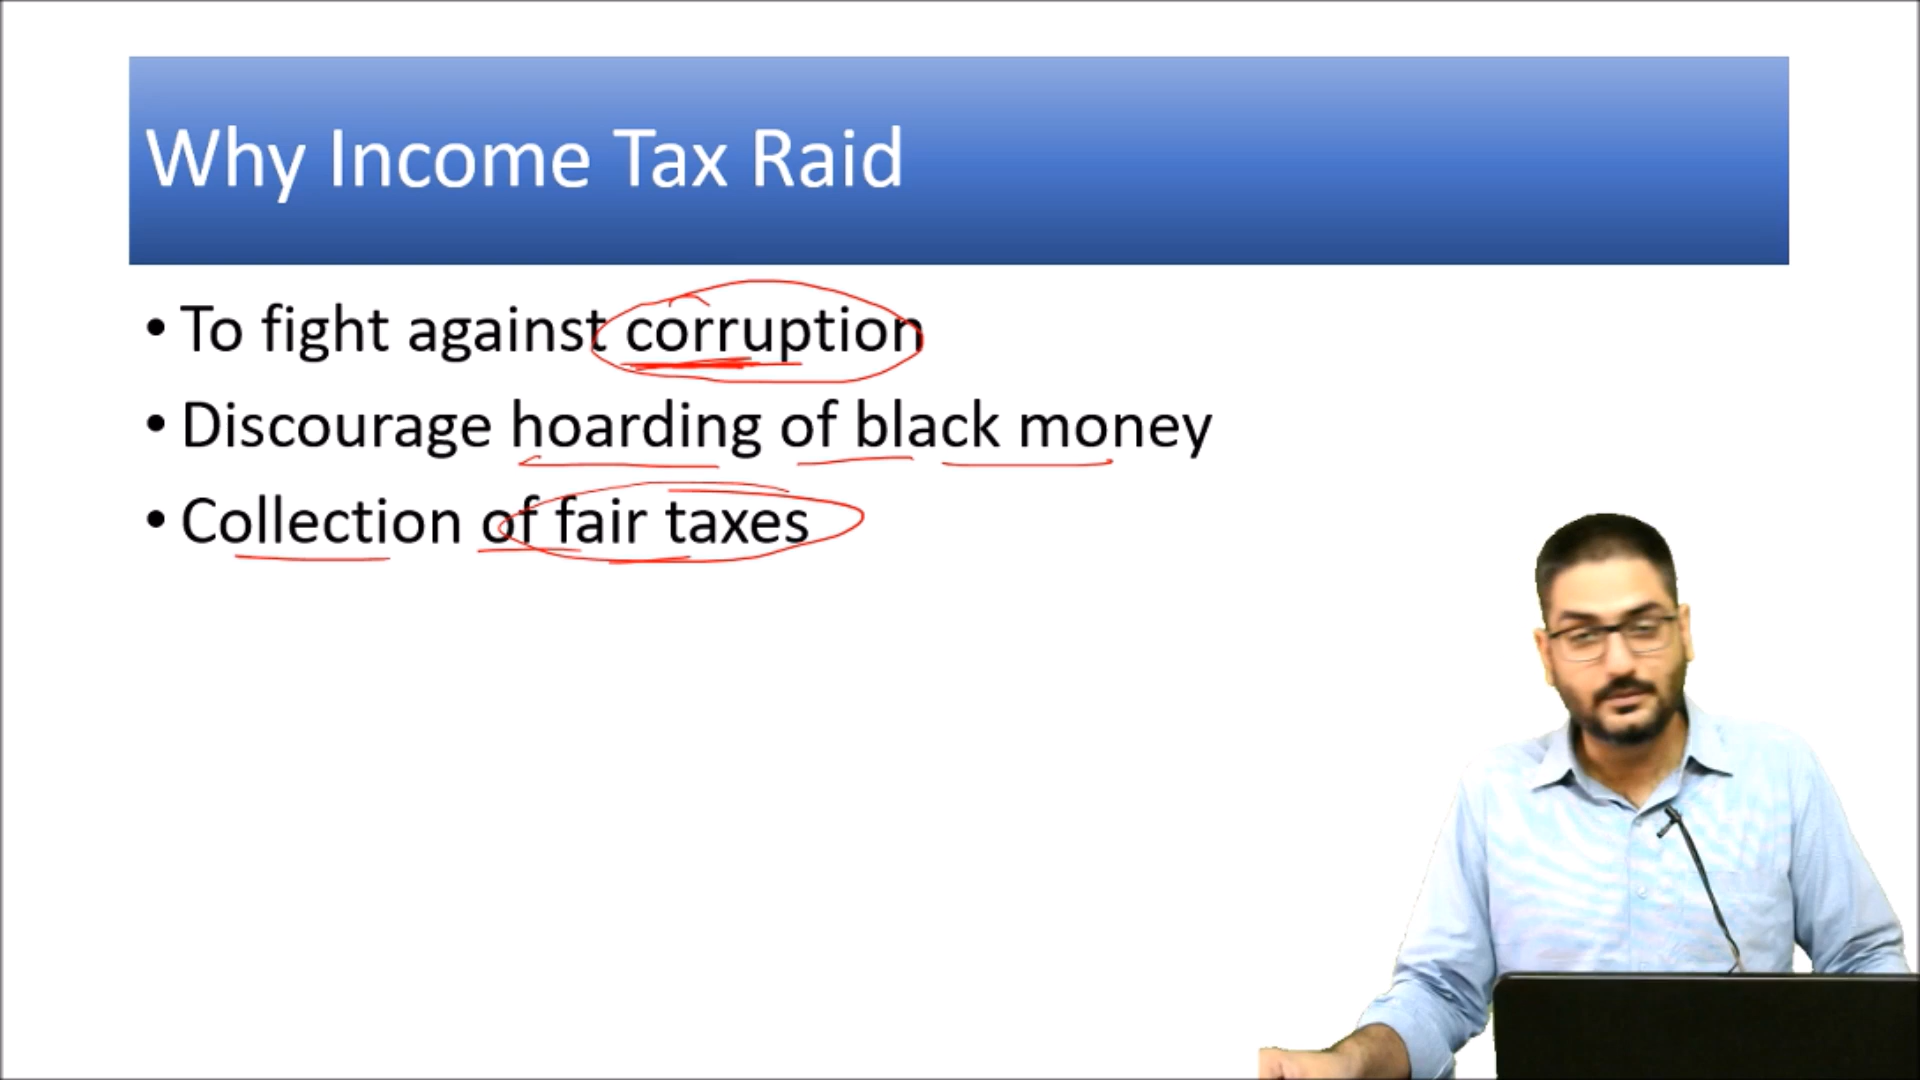 Why Income Tax Raid
• To fight against corruption
• Discourage hoarding of black money
• Collection of fair taxes